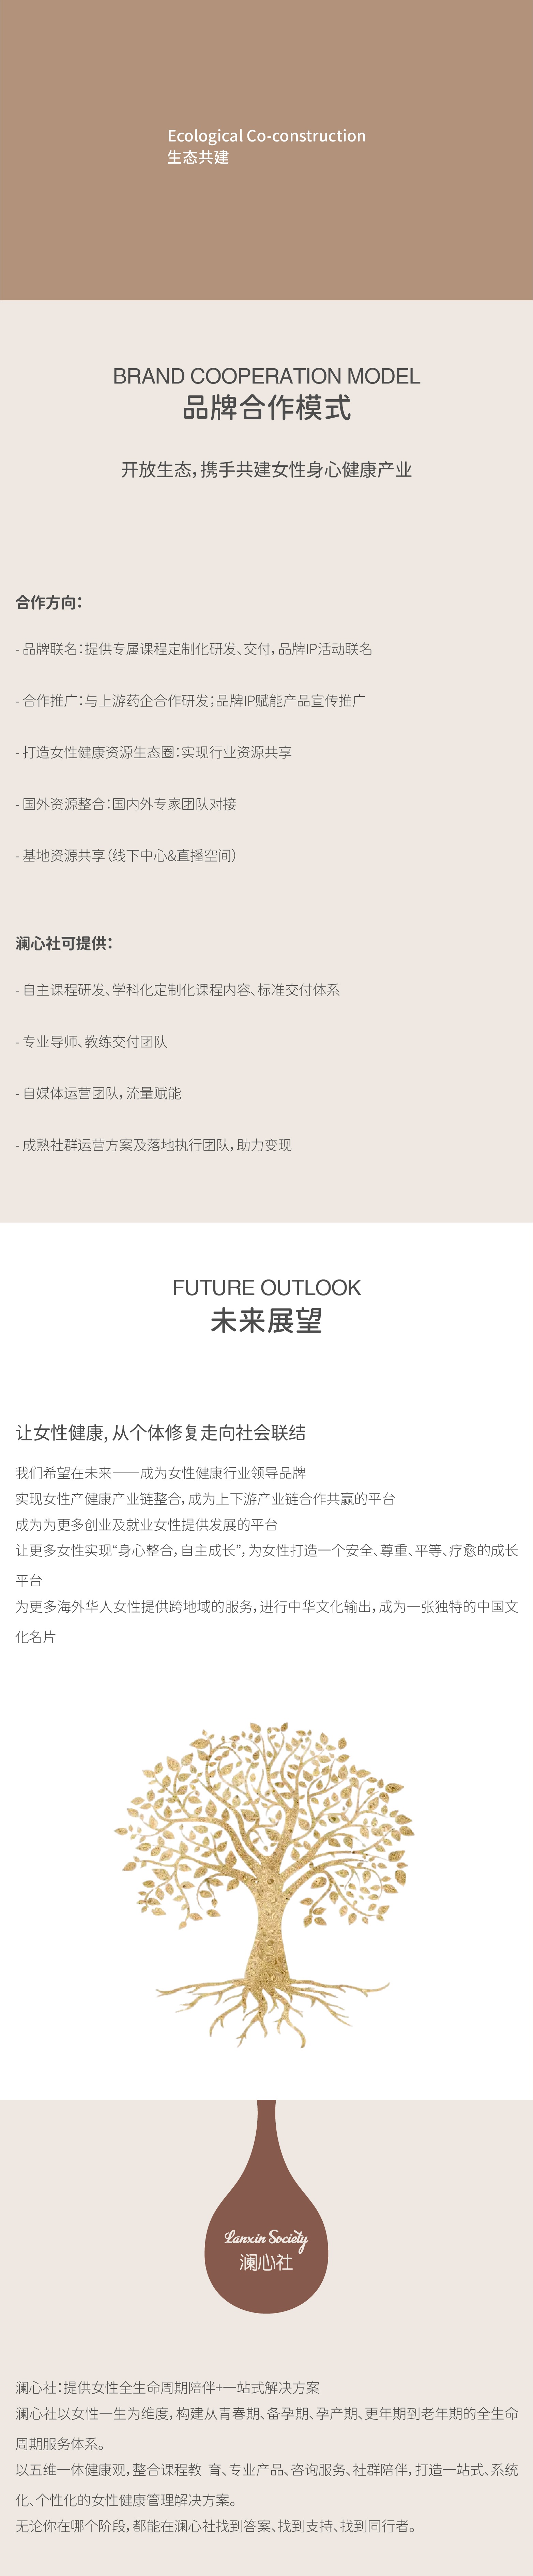 Ecological Co-construction
生态共建
BRAND COOPERATION MODEL
品牌合作模式
开放生态，携手共建女性身心健康产业
合作方向：
- 品牌联名：提供专属课程定制化研发、交付，品牌IP活动联名
- 合作推广：与上游药企合作研发；品牌IP赋能产品宣传推广
- 打造女性健康资源生态圈：实现行业资源共享
- 国外资源整合：国内外专家团队对接
- 基地资源共享（线下中心&直播空间）
澜心社可提供：
- 自主课程研发、学科化定制化课程内容、标准交付体系
- 专业导师、教练交付团队
- 自媒体运营团队，流量赋能
- 成熟社群运营方案及落地执行团队，助力变现
FUTURE OUTLOOK
未来展望
让女性健康，从个体修复走向社会联结
我们希望在未来——成为女性健康行业领导品牌
实现女性产健康产业链整合，成为上下游产业链合作共赢的平台
成为为更多创业及就业女性提供发展的平台
让更多女性实现“身心整合，自主成长”，为女性打造一个安全、尊重、平等、疗愈的成长
平台
为更多海外华人女性提供跨地域的服务，进行中华文化输出，成为一张独特的中国文
化名片
Lanxin Society
澜心社
澜心社：提供女性全生命周期陪伴+一站式解决方案
澜心社以女性一生为维度，构建从青春期、备孕期、孕产期、更年期到老年期的全生命
周期服务体系。
以五维一体健康观，整合课程教 育、专业产品、咨询服务、社群陪伴，打造一站式、系统
化、个性化的女性健康管理解决方案。
无论你在哪个阶段，都能在澜心社找到答案、找到支持、找到同行者。